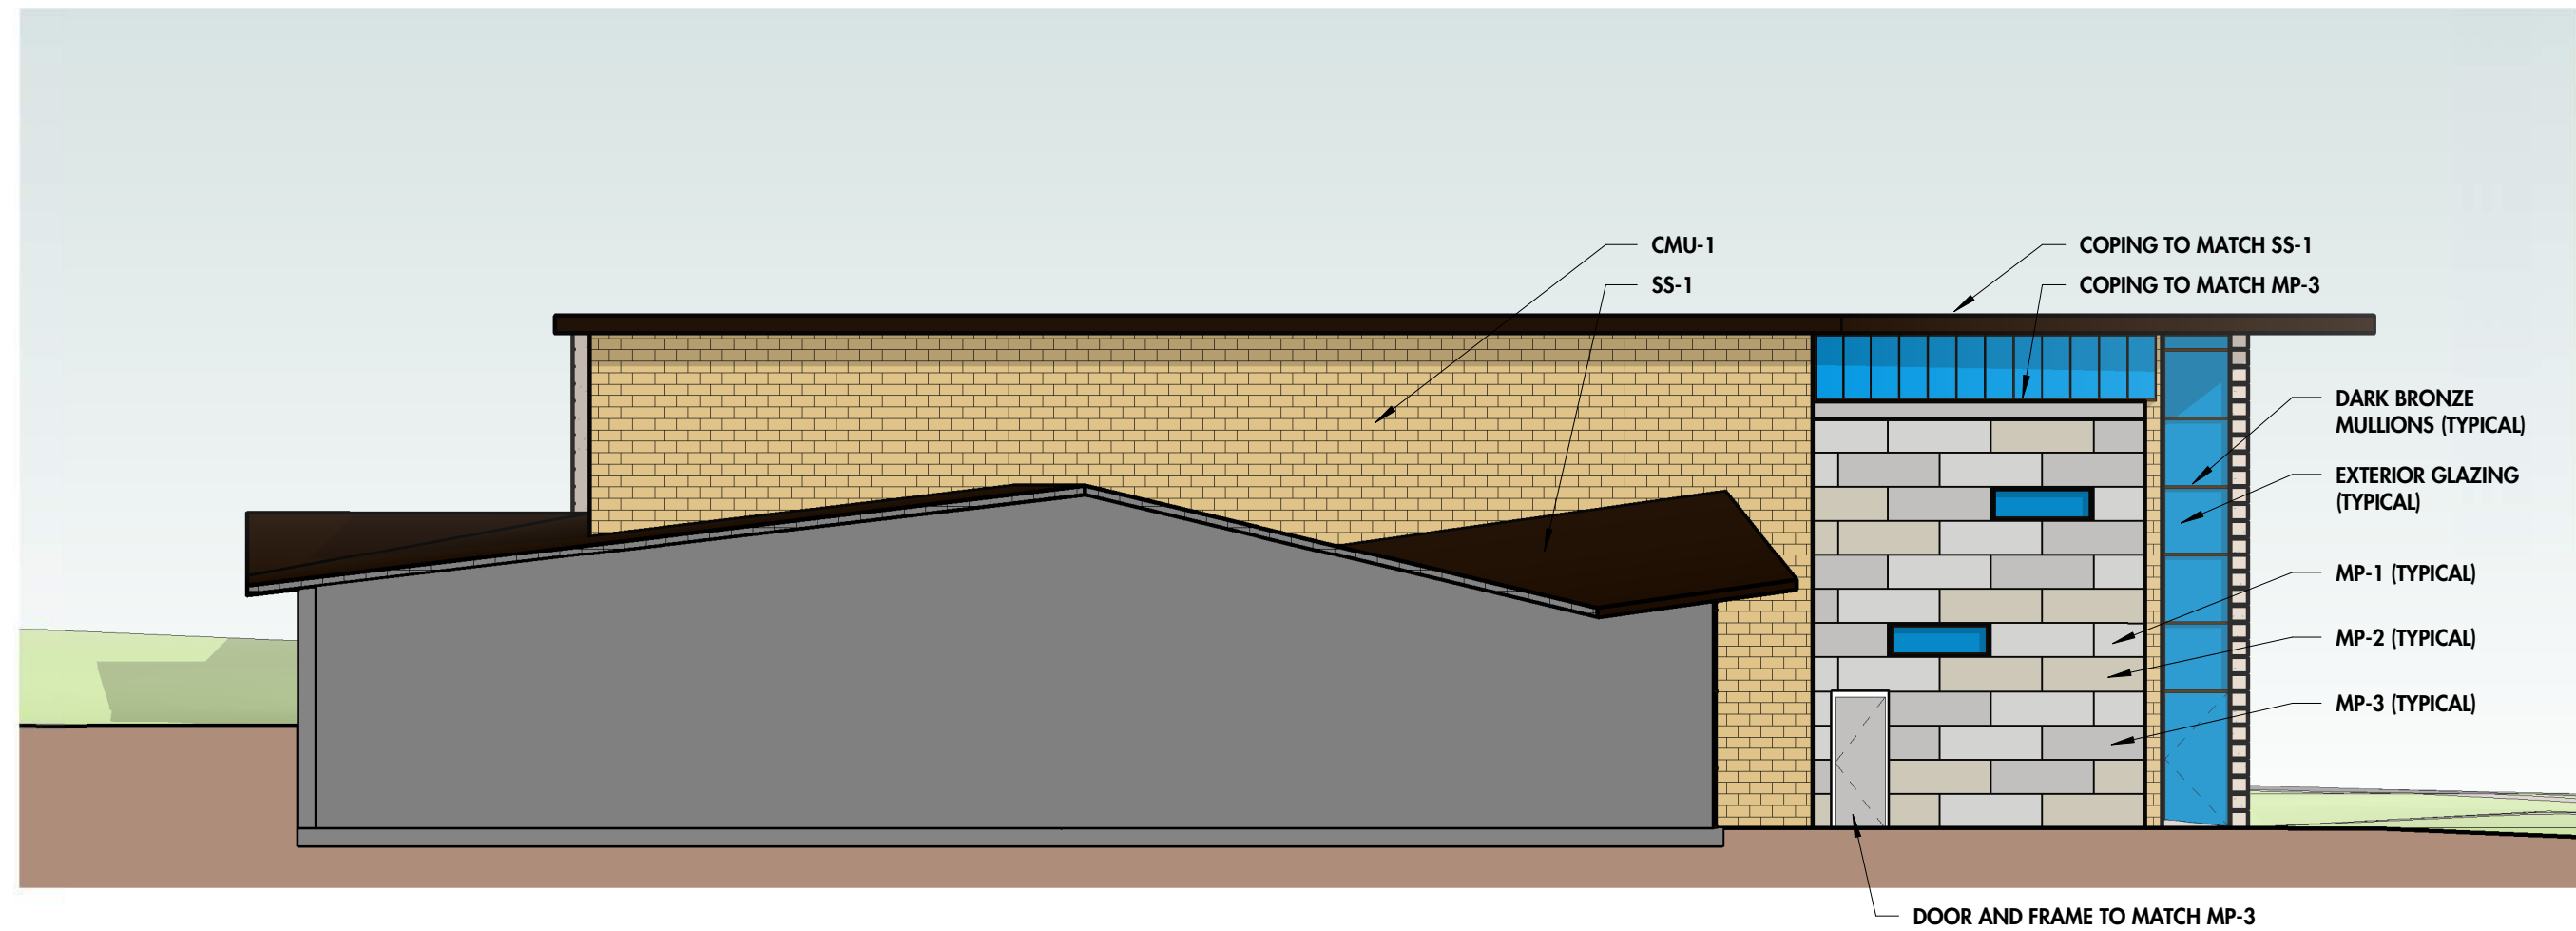 CMU-1
SS-1
COPING TO MATCH SS-1
COPING TO MATCH MP-3
DARK BRONZE
MULLIONS (TYPICAL)
EXTERIOR GLAZING
(TYPICAL)
MP-1 (TYPICAL)
MP-2 (TYPICAL)
MP-3 (TYPICAL)
DOOR AND FRAME TO MATCH MP-3